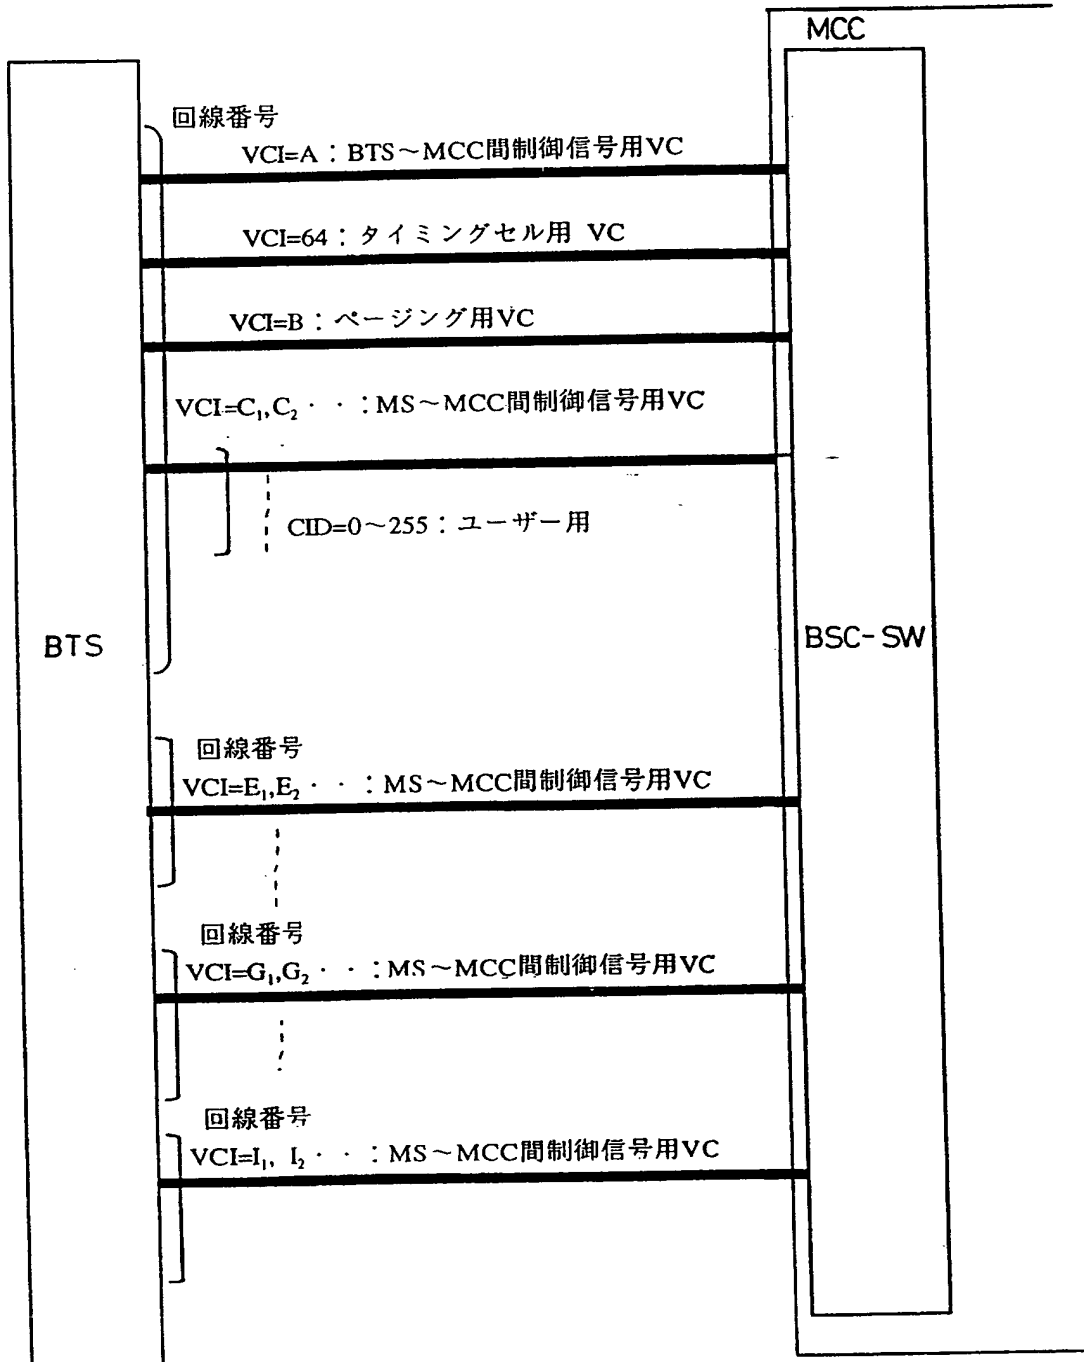 MCC
回線番号
VCI=A：BTS～MCC間制御信号用VC
VCI=64：タイミングセル用 VC
VCI=B：ページング用VC
VCI=C₁,C₂・・：MS～MCC間制御信号用VC
CID=0～255：ユーザー用
BTS
BSC-SW
回線番号
VCI=E₁,E₂・・：MS～MCC間制御信号用VC
回線番号
VCI=G₁,G₂・・：MS～MCC間制御信号用VC
回線番号
VCI=I₁, I₂・・：MS～MCC間制御信号用VC